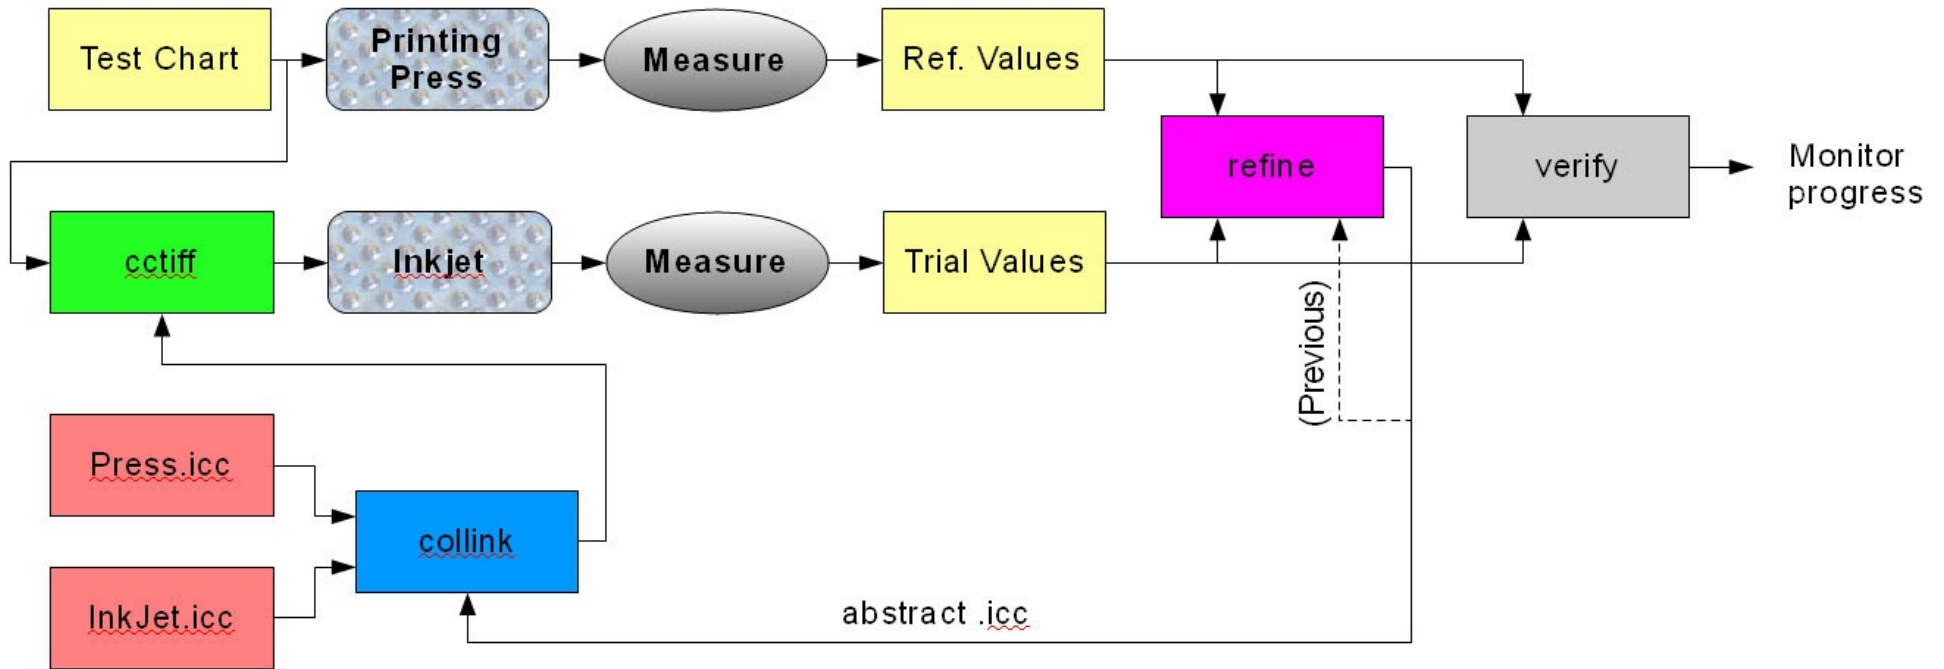 Test Chart
Printing
Press
Measure
Ref. Values
refine
verify
Monitor
progress
cctiff
Inkjet
Measure
Trial Values
(Previous)
Press.icc
collink
InkJet.icc
abstract .icc